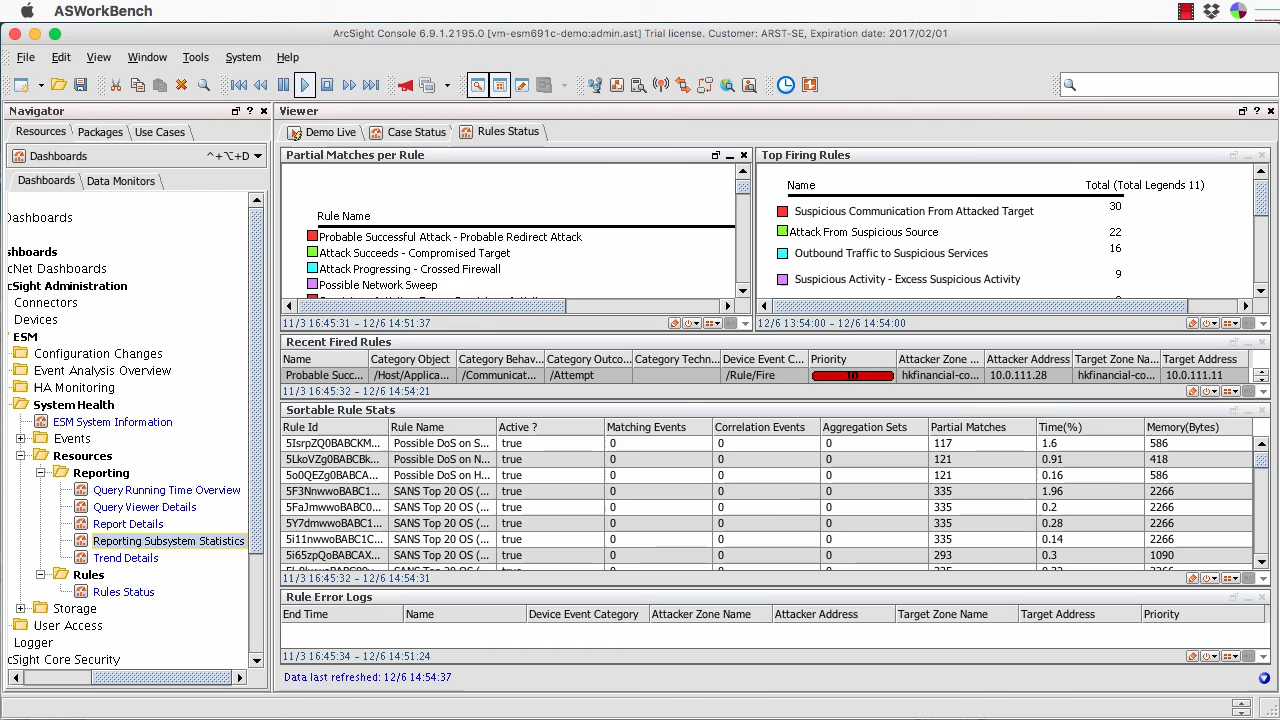 ASWorkBench
ArcSight Console 6.9.1.2195.0 [vm-esm691c-demo:admin.ast] Trial license. Customer: ARST-SE, Expiration date: 2017/02/01
File Edit View Window Tools System Help
Navigator
Resources Packages Use Cases
Dashboards ^+⌥+D
Dashboards Data Monitors
Dashboards
shboards
cNet Dashboards
cSight Administration
Connectors
Devices
ESM
Configuration Changes
Event Analysis Overview
HA Monitoring
System Health
ESM System Information
Events
Resources
Reporting
Query Running Time Overview
Query Viewer Details
Report Details
Reporting Subsystem Statistics
Trend Details
Rules
Rules Status
Storage
User Access
Logger
cSight Core Security
Viewer
Demo Live Case Status Rules Status
Partial Matches per Rule
Rule Name
Probable Successful Attack - Probable Redirect Attack
Attack Succeeds - Compromised Target
Attack Progressing - Crossed Firewall
Possible Network Sweep
11/3 16:45:31 - 12/6 14:51:37
Top Firing Rules
Name Total (Total Legends 11)
Suspicious Communication From Attacked Target 30
Attack From Suspicious Source 22
Outbound Traffic to Suspicious Services 16
Suspicious Activity - Excess Suspicious Activity 9
12/6 13:54:00 - 12/6 14:54:00
Recent Fired Rules
Name Category Object Category Behav... Category Outco... Category Techn... Device Event C... Priority Attacker Zone ... Attacker Address Target Zone Na... Target Address
Probable Succ... /Host/Applica... /Communicat... /Attempt /Rule/Fire 10 hkfinancial-co... 10.0.111.28 hkfinancial-co... 10.0.111.11
11/3 16:45:32 - 12/6 14:54:21
Sortable Rule Stats
Rule Id Rule Name Active ? Matching Events Correlation Events Aggregation Sets Partial Matches Time(%) Memory(Bytes)
5IsrpZQ0BABCKM... Possible DoS on S... true 0 0 0 117 1.6 586
5LkoVZg0BABCBk... Possible DoS on N... true 0 0 0 121 0.91 418
5o0QEZg0BABCA... Possible DoS on H... true 0 0 0 121 0.16 586
5F3NnwwoBABC1... SANS Top 20 OS (... true 0 0 0 335 1.96 2266
5FaJmwwoBABC... SANS Top 20 OS (... true 0 0 0 335 0.2 2266
5Y7dmwwoBABC1... SANS Top 20 OS (... true 0 0 0 335 0.28 2266
5i11nwwoBABC1C... SANS Top 20 OS (... true 0 0 0 335 0.14 2266
5i65zpQoBABCAX... SANS Top 20 OS (... true 0 0 0 293 0.3 1090
11/3 16:45:32 - 12/6 14:54:31
Rule Error Logs
End Time Name Device Event Category Attacker Zone Name Attacker Address Target Zone Name Target Address Priority
11/3 16:45:34 - 12/6 14:51:24
Data last refreshed: 12/6 14:54:37